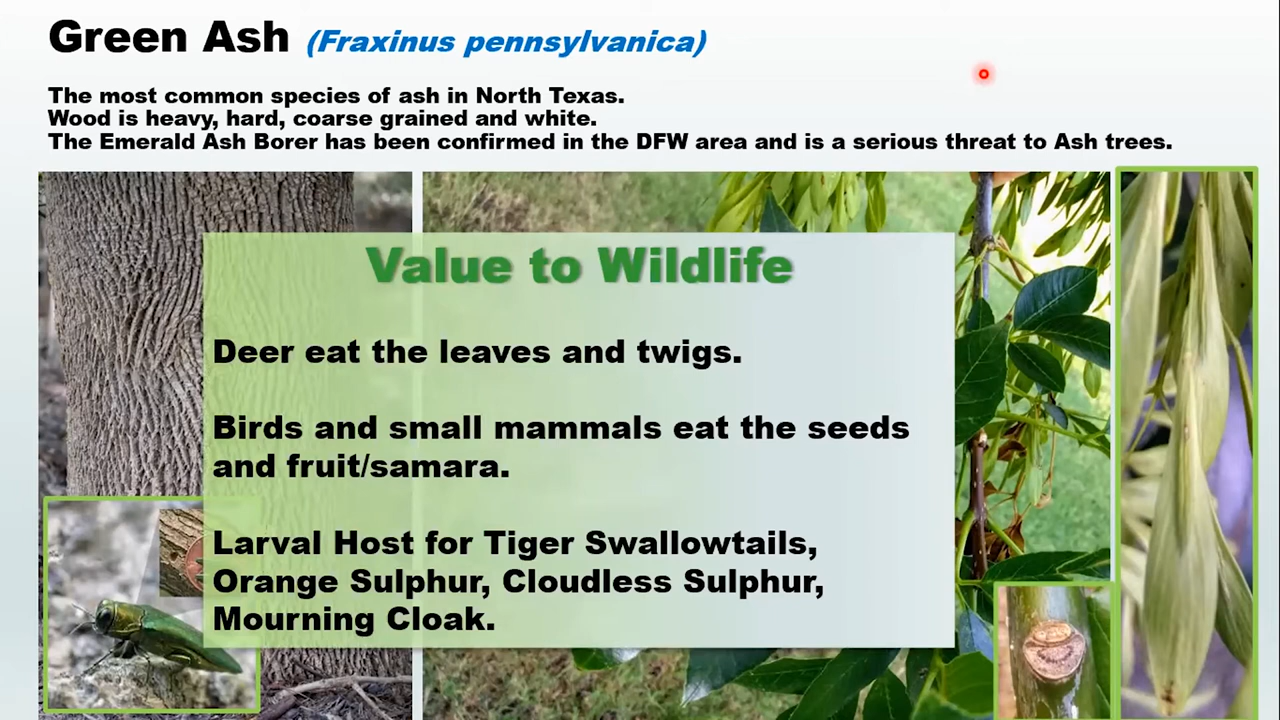 Green Ash (Fraxinus pennsylvanica)
The most common species of ash in North Texas.
Wood is heavy, hard, coarse grained and white.
The Emerald Ash Borer has been confirmed in the DFW area and is a serious threat to Ash trees.
Value to Wildlife
Deer eat the leaves and twigs.
Birds and small mammals eat the seeds
and fruit/samara.
Larval Host for Tiger Swallowtails,
Orange Sulphur, Cloudless Sulphur,
Mourning Cloak.